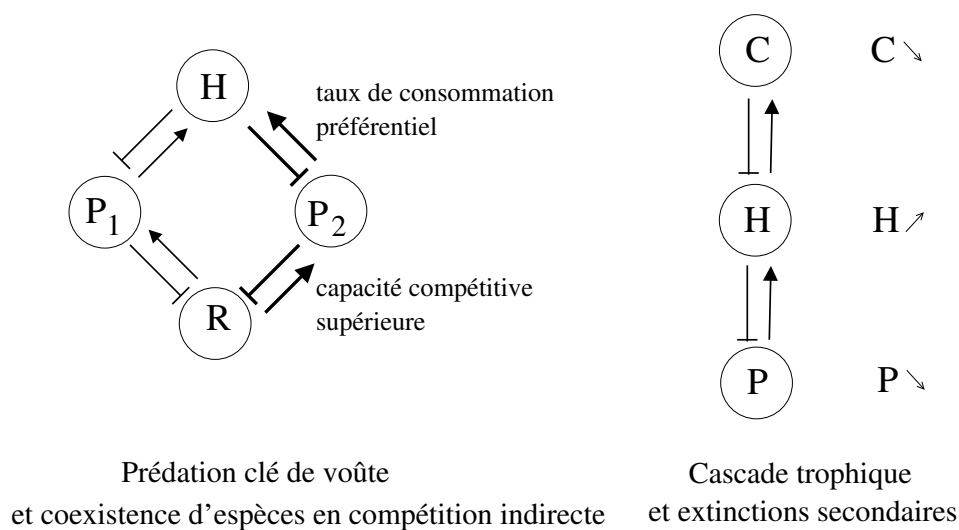 H
taux de consommation
préférentiel
P1
P2
R
capacité compétitive
supérieure
Prédation clé de voûte
et coexistence d'espèces en compétition indirecte
C
C ↘
H
H ↗
P
P ↘
Cascade trophique
et extinctions secondaires